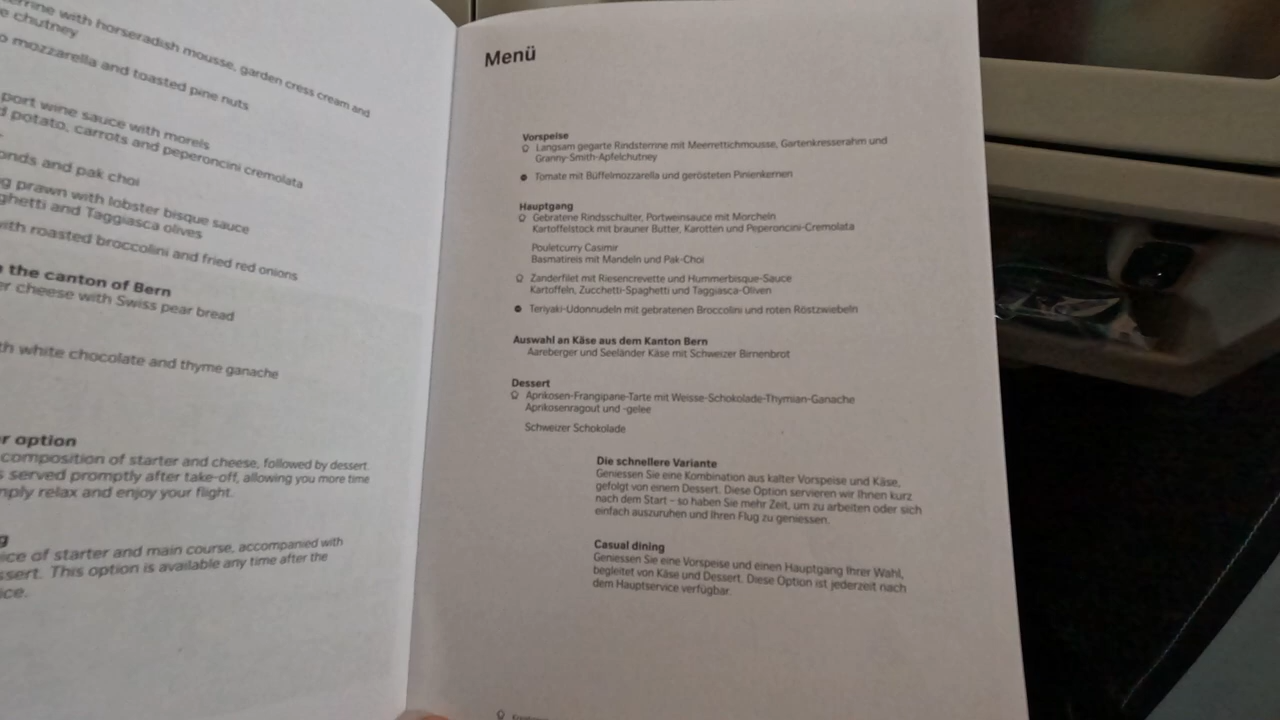 with horseradish mousse, garden cress cream and
chutney
mozzarella and toasted pine nuts
port wine sauce with morels
potato, carrots and peperoncini cremolata
and pak choi
prawn with lobster bisque sauce
and Taggiasca olives
with roasted broccolini and fried red onions
the canton of Bern
cheese with Swiss pear bread
with white chocolate and thyme ganache
option
composition of starter and cheese, followed by dessert.
served promptly after take-off, allowing you more time
relax and enjoy your flight.
of starter and main course, accompanied with
This option is available any time after the
Menü
Vorspeise
Langsam gegarte Rindsterrine mit Meerrettichmousse, Gartenkresserahm und
Granny-Smith-Apfelchutney
Tomate mit Büffelmozzarella und gerösteten Pinienkernen
Hauptgang
Gebratene Rindsschulter, Portweinsauce mit Morcheln
Kartoffelstock mit brauner Butter, Karotten und Peperoncini-Cremolata
Pouletcurry Casimir
Basmatireis mit Mandeln und Pak-Choi
Zanderfilet mit Riesencrevette und Hummerbisque-Sauce
Kartoffeln, Zucchetti-Spaghetti und Taggiasca-Oliven
Teriyaki-Udonnudeln mit gebratenen Broccolini und roten Röstzwiebeln
Auswahl an Käse aus dem Kanton Bern
Aarberger und Seeländer Käse mit Schweizer Birnenbrot
Dessert
Aprikosen-Frangipane-Tarte mit Weisse-Schokolade-Thymian-Ganache
Aprikosenragout und -gelee
Schweizer Schokolade
Die schnellere Variante
Geniessen Sie eine Kombination aus kalter Vorspeise und Käse,
gefolgt von einem Dessert. Diese Option servieren wir Ihnen kurz
nach dem Start – so haben Sie mehr Zeit, um zu arbeiten oder sich
einfach auszuruhen und Ihren Flug zu geniessen.
Casual dining
Geniessen Sie eine Vorspeise und einen Hauptgang Ihrer Wahl,
begleitet von Käse und Dessert. Diese Option ist jederzeit nach
dem Hauptservice verfügbar.